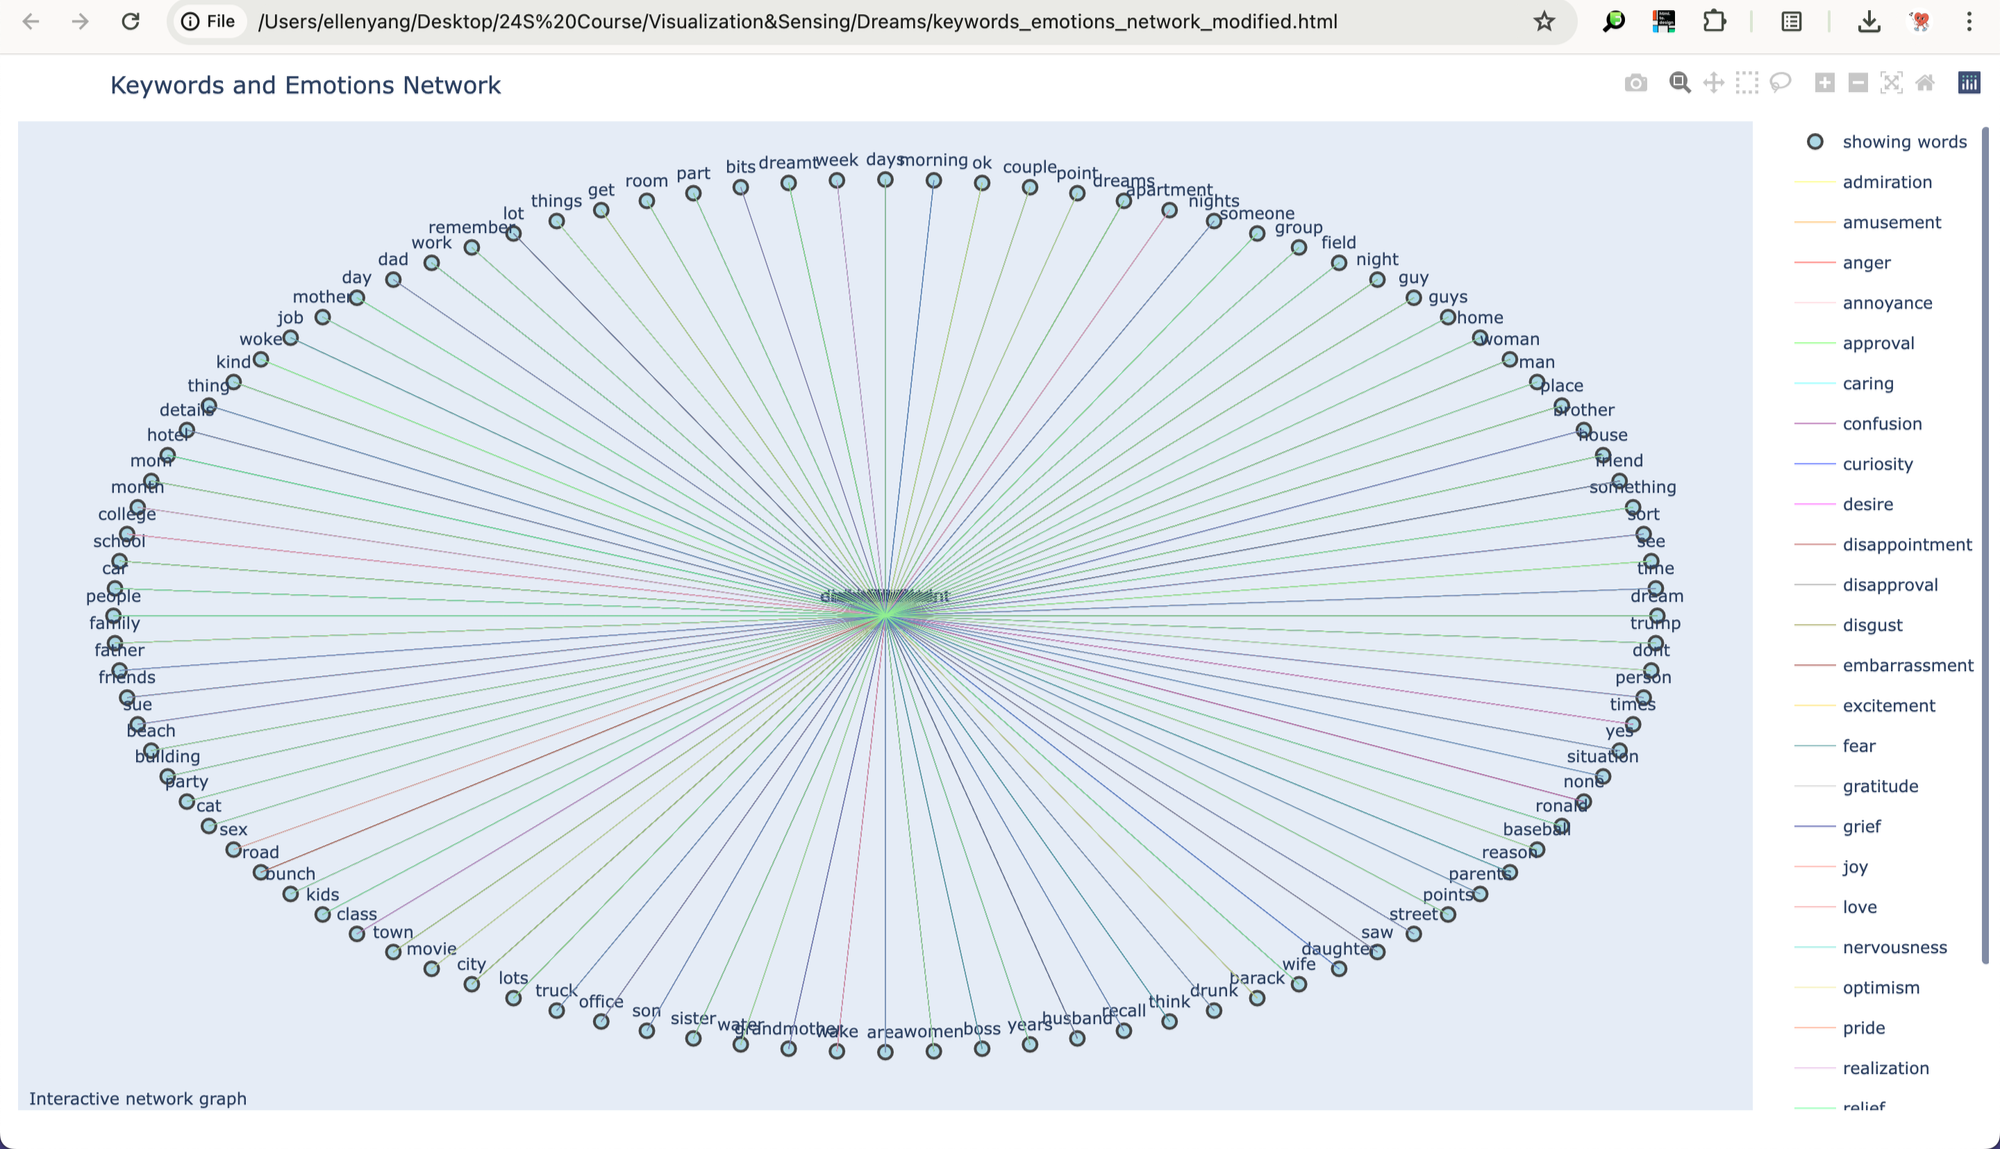 File
/Users/ellenyang/Desktop/24S%20Course/Visualization&Sensing/Dreams/keywords_emotions_network_modified.html
Keywords and Emotions Network
showing words
admiration
amusement
anger
annoyance
approval
caring
confusion
curiosity
desire
disappointment
disapproval
disgust
embarrassment
excitement
fear
gratitude
grief
joy
love
nervousness
optimism
pride
realization
relief
days
morning
ok
couple
point
dreams
apartment
nights
someone
group
field
night
guy
guys
home
woman
man
place
brother
house
friend
something
sort
see
time
dream
trump
dont
person
times
yes
situation
none
ronald
baseball
reason
parents
points
street
saw
daughter
wife
barack
drunk
think
recall
husband
years
boss
women
area
wake
grandmother
water
sister
son
office
truck
lots
city
movie
town
class
kids
bunch
road
sex
cat
party
building
beach
sue
friends
father
family
people
car
school
college
month
mom
hotel
details
thing
kind
woke
job
mother
day
dad
work
remember
lot
things
get
room
part
bits
dreamt
week
Interactive network graph